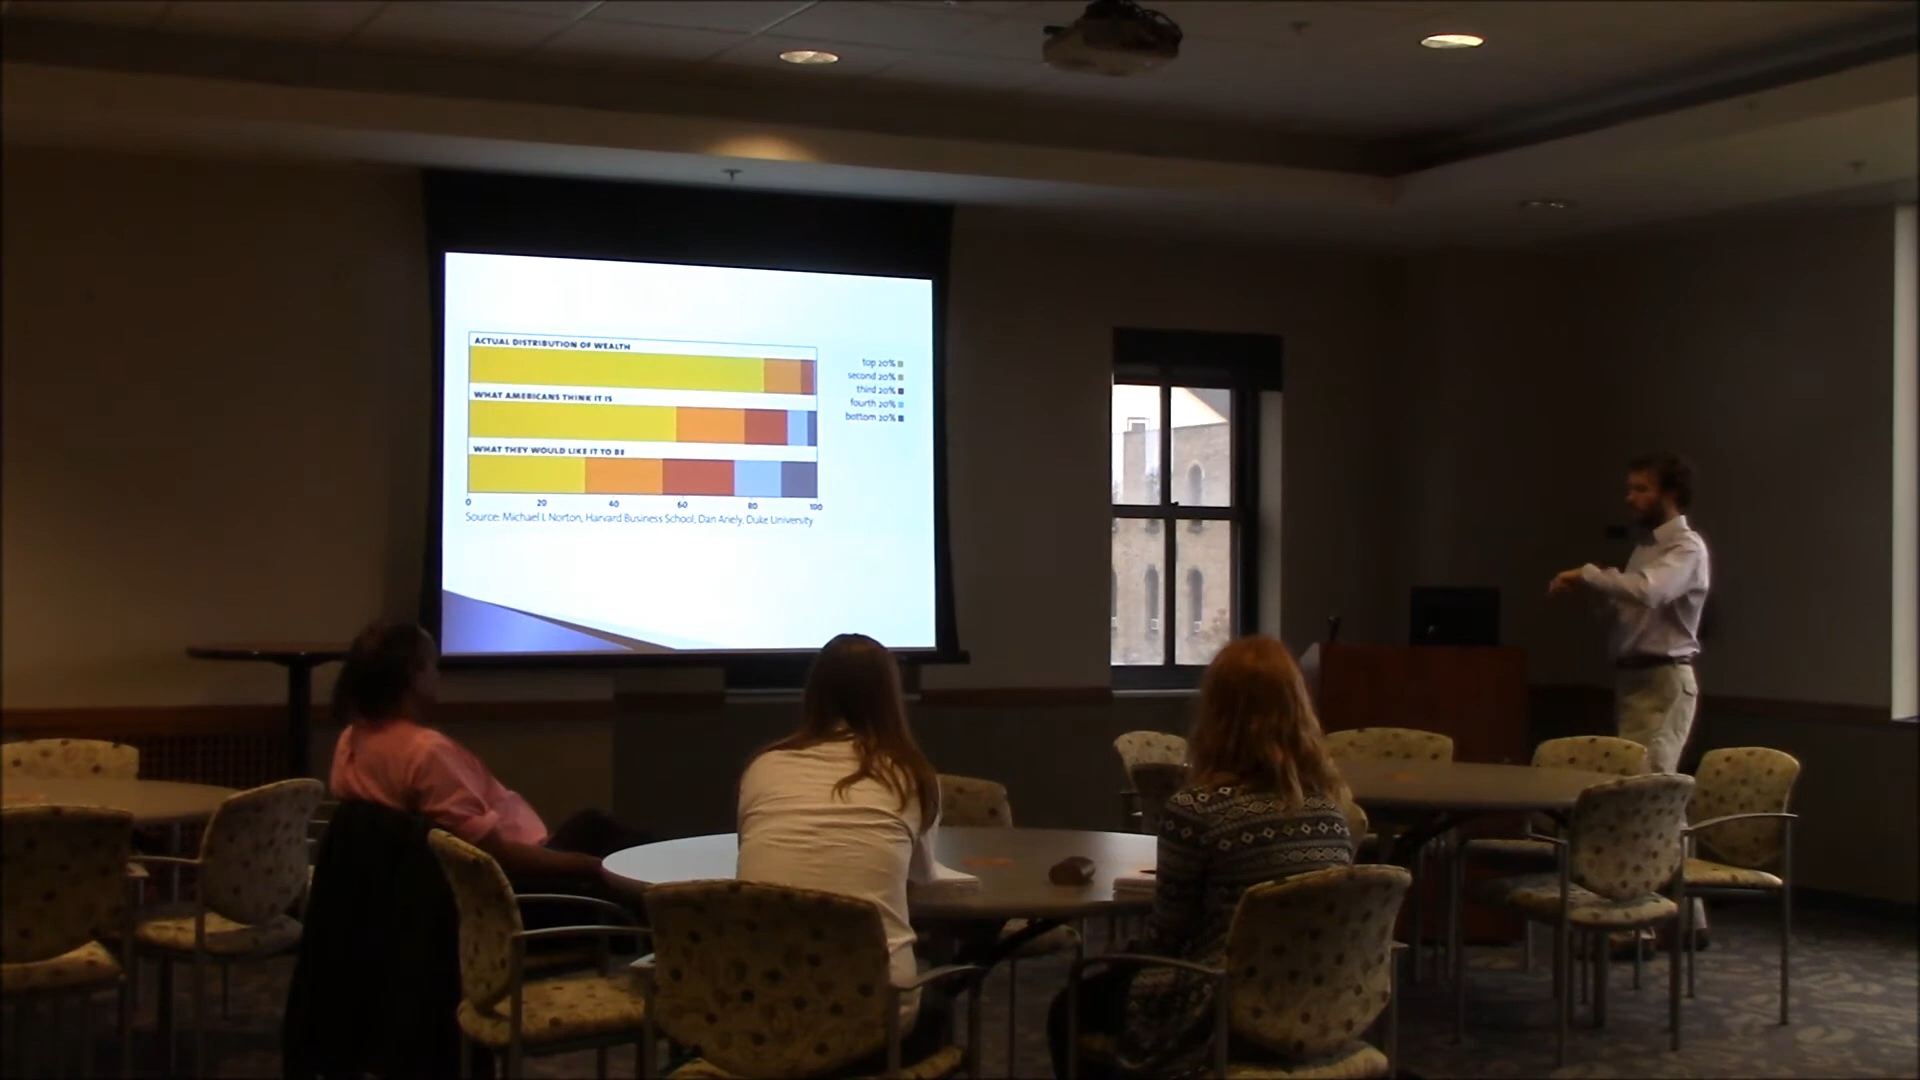 ACTUAL DISTRIBUTION OF WEALTH
WHAT AMERICANS THINK IT IS
WHAT THEY WOULD LIKE IT TO BE
0 20 40 60 80 100
top 20%
second 20%
third 20%
fourth 20%
bottom 20%
Source: Michael I. Norton, Harvard Business School; Dan Ariely, Duke University